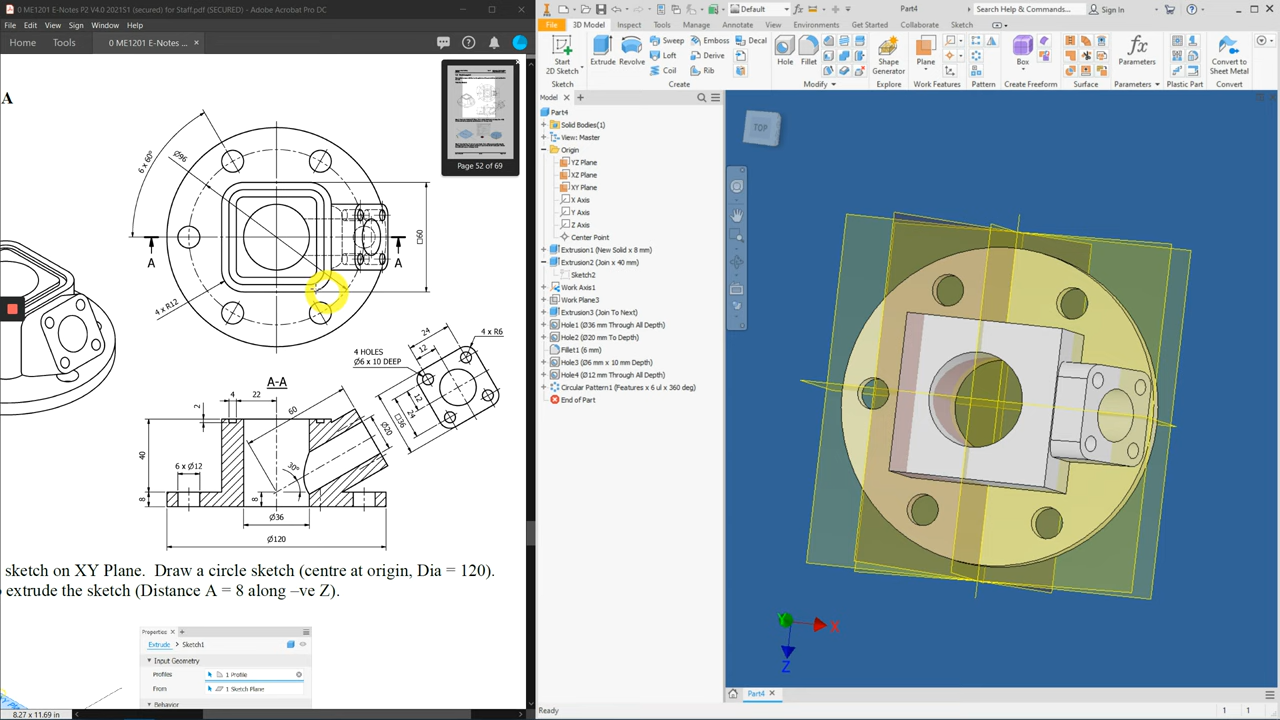 0 ME1201 E-Notes P2 V4.0 202151 (secured) for Staff.pdf (SECURED) - Adobe Acrobat Pro DC
File Edit View Sign Window Help
Home Tools 0 ME1201 E-Notes ... ×
Page 52 of 69
A
6 x 60°
Ø96
A A
□60
4 x R12
24
12
4 x R6
4 HOLES
Ø6 x 10 DEEP
12
24
□36
A-A
4 22
2
60
Ø20
40
30°
6 x Ø12
8
8
Ø36
Ø120
sketch on XY Plane. Draw a circle sketch (centre at origin, Dia = 120).
extrude the sketch (Distance A = 8 along –ve Z).
Properties × +
Extrude > Sketch1
Input Geometry
Profiles 1 Profile
From 1 Sketch Plane
Behavior
8.27 x 11.69 in
Default
Part4
Search Help & Commands...
Sign In
File 3D Model Sketch Inspect Tools Manage Annotate View Environments Get Started Collaborate
Start
2D Sketch
Sketch
Extrude Revolve
Sweep Emboss Decal
Loft Derive
Coil Rib
Create
Hole Fillet
Modify
Shape
Generator
Explore
Plane
Work Features
Pattern
Box
Create Freeform
Surface
Parameters
Parameters
Plastic Part
Convert to
Sheet Metal
Convert
Model × +
Part4
Solid Bodies(1)
View: Master
Origin
YZ Plane
XZ Plane
XY Plane
X Axis
Y Axis
Z Axis
Center Point
Extrusion1 (New Solid x 8 mm)
Extrusion2 (Join x 40 mm)
Sketch2
Work Axis1
Work Plane3
Extrusion3 (Join To Next)
Hole1 (Ø36 mm Through All Depth)
Hole2 (Ø20 mm To Depth)
Fillet1 (6 mm)
Hole3 (Ø6 mm x 10 mm Depth)
Hole4 (Ø12 mm Through All Depth)
Circular Pattern1 (Features x 6 ul x 360 deg)
End of Part
TOP
Y
X
Z
Part4 ×
Ready
1 1